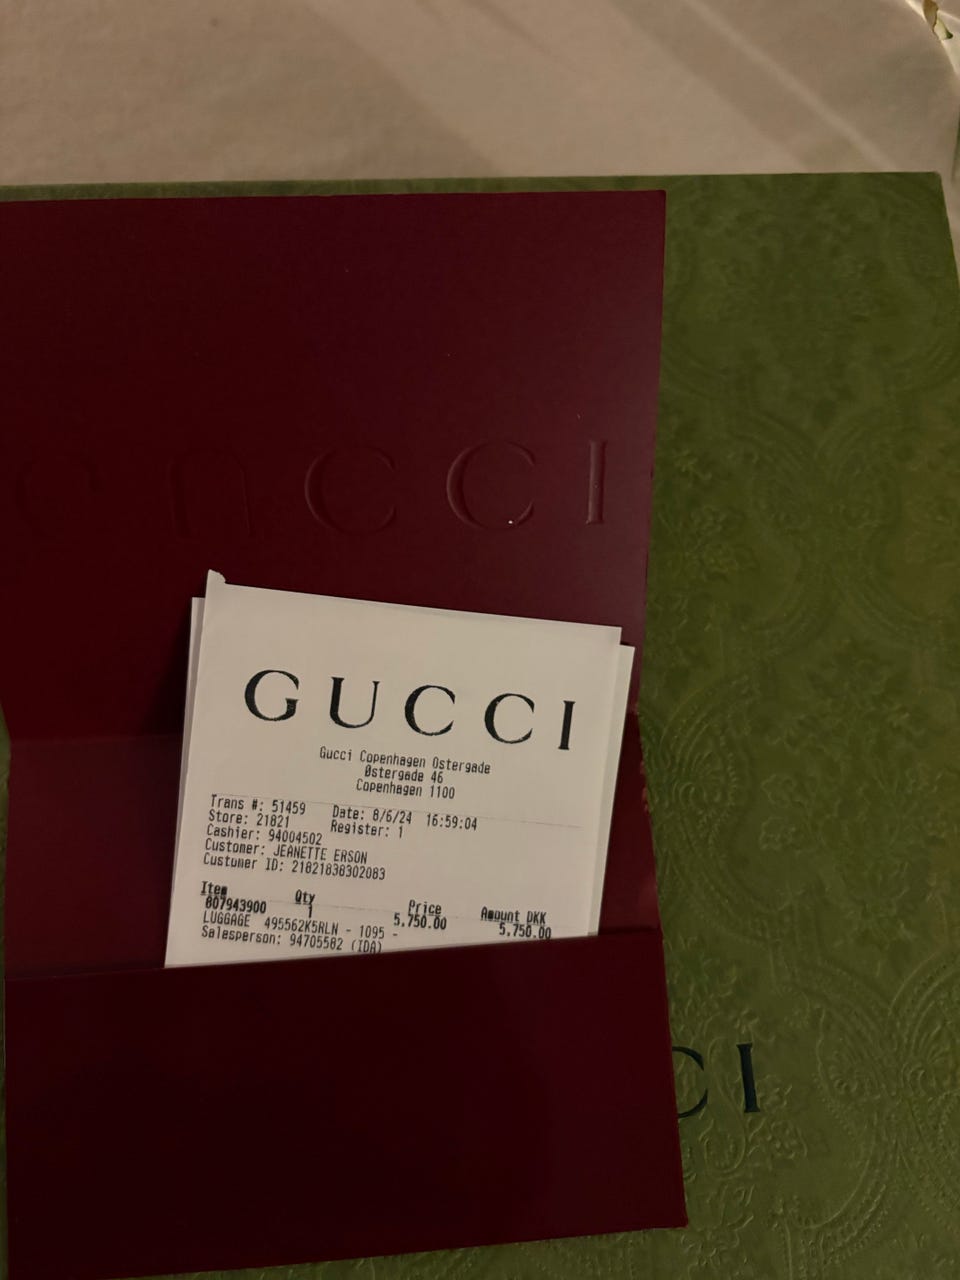 GUCCI
GUCCI
Gucci Copenhagen Ostergade
Østergade 46
Copenhagen 1100
Trans #: 51459 Date: 8/6/24 16:59:04
Store: 21821 Register: 1
Cashier: 94004502
Customer: JEANETTE ERSON
Customer ID: 21821838302083
Item Qty Price Amount DKK
807943900 1 5,750.00 5,750.00
LUGGAGE 495562K5RLN - 1095 -
Salesperson: 94705582 (IDA)
CI